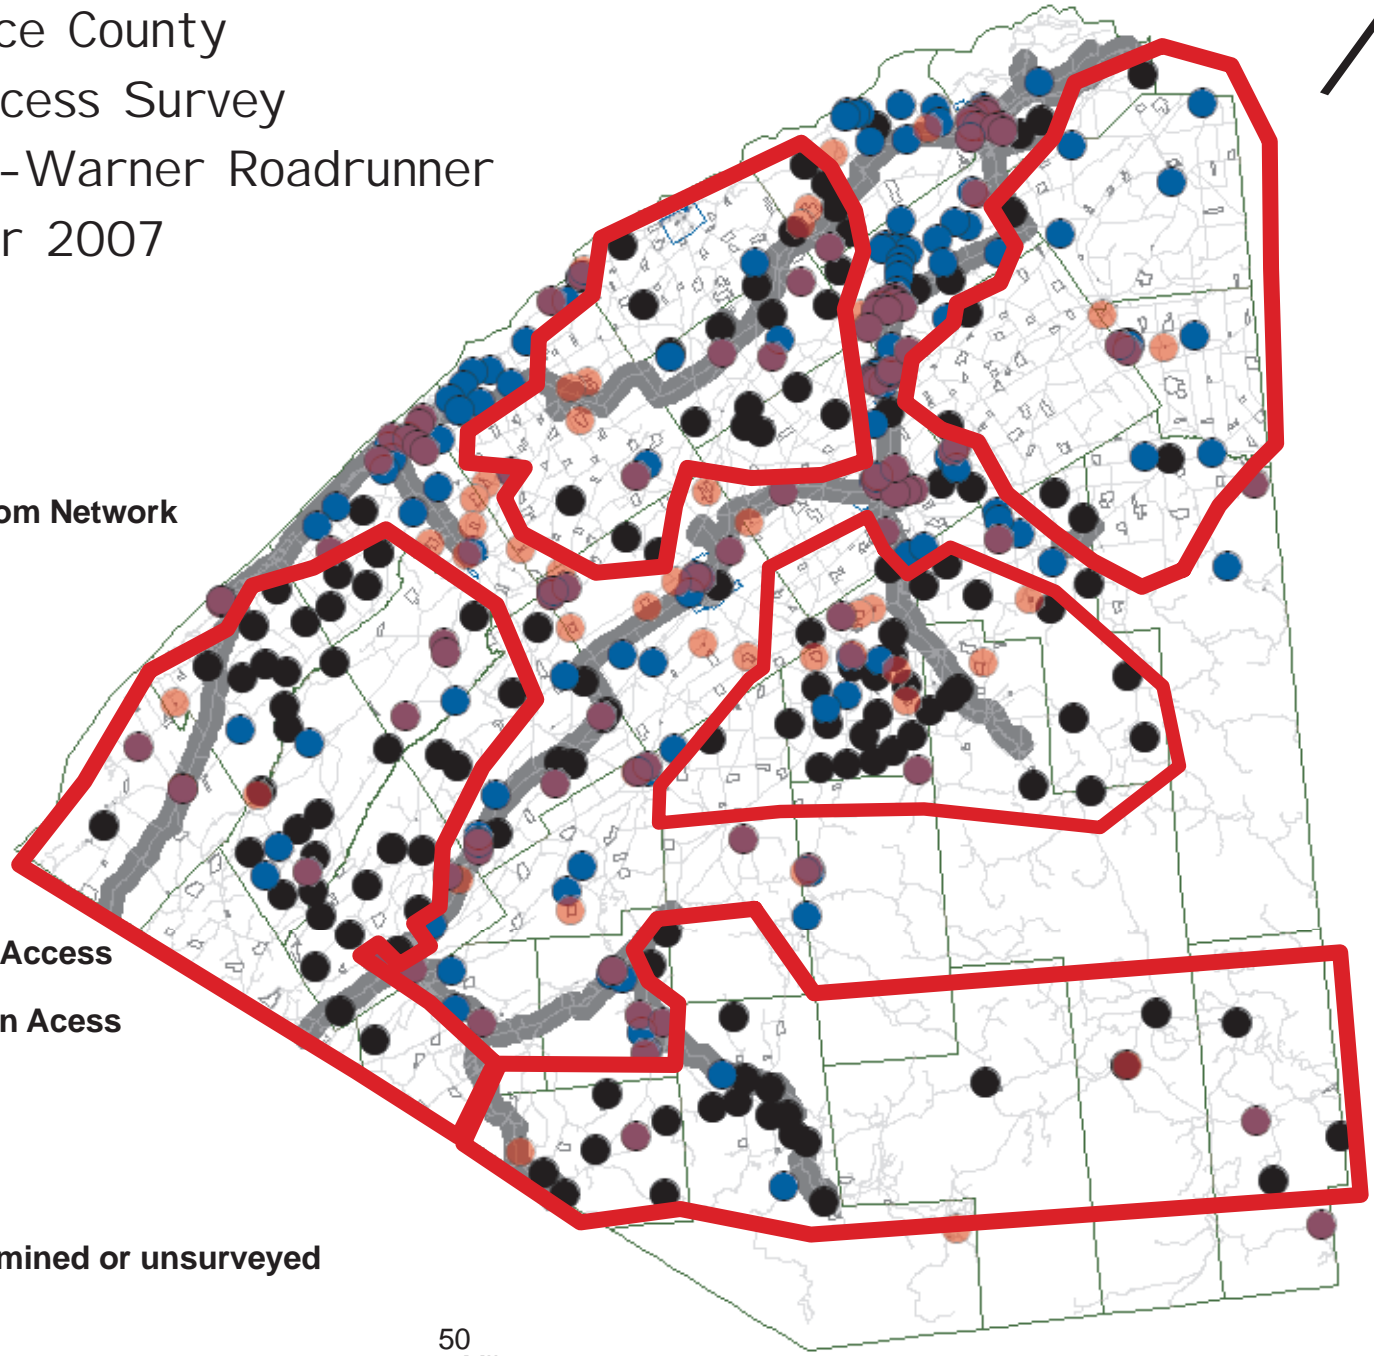 ce County
cess Survey
-Warner Roadrunner
r 2007
om Network
Access
n Acess
mined or unsurveyed
50